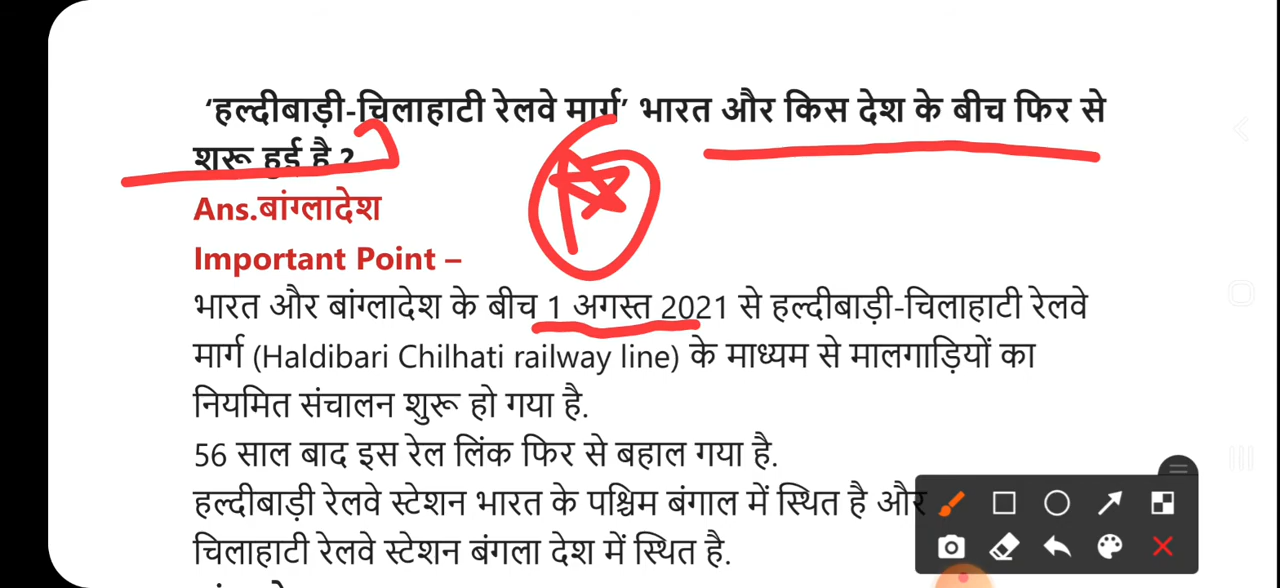 ‘हल्दीबाड़ी-चिलाहाटी रेलवे मार्ग’ भारत और किस देश के बीच फिर से
शुरू हुई है ?
Ans.बांग्लादेश
Important Point –
भारत और बांग्लादेश के बीच 1 अगस्त 2021 से हल्दीबाड़ी-चिलाहाटी रेलवे
मार्ग (Haldibari Chilhati railway line) के माध्यम से मालगाड़ियों का
नियमित संचालन शुरू हो गया है.
56 साल बाद इस रेल लिंक फिर से बहाल गया है.
हल्दीबाड़ी रेलवे स्टेशन भारत के पश्चिम बंगाल में स्थित है और
चिलाहाटी रेलवे स्टेशन बंगला देश में स्थित है.